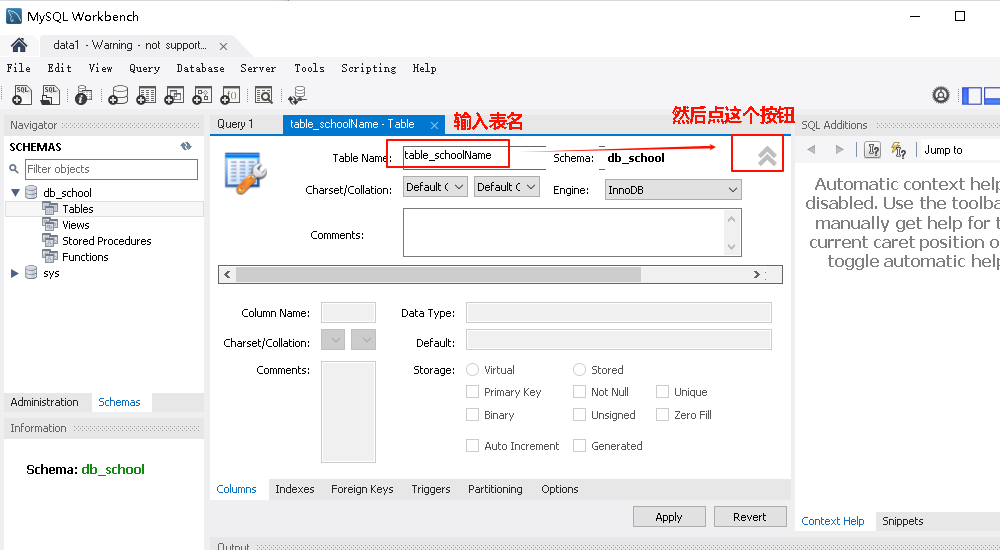 MySQL Workbench
data1 - Warning - not support...
File Edit View Query Database Server Tools Scripting Help
Navigator
SCHEMAS
Filter objects
db_school
Tables
Views
Stored Procedures
Functions
sys
Administration Schemas
Information
Schema: db_school
Query 1 table_schoolName - Table
输入表名
然后点这个按钮
Table Name: table_schoolName Schema: db_school
Charset/Collation: Default C Default C Engine: InnoDB
Comments:
Column Name: Data Type:
Charset/Collation: Default:
Comments: Storage: Virtual Stored
Primary Key Not Null Unique
Binary Unsigned Zero Fill
Auto Increment Generated
Columns Indexes Foreign Keys Triggers Partitioning Options
Apply Revert
Output
SQL Additions
Jump to
Automatic context help
disabled. Use the toolba
manually get help for t
current caret position o
toggle automatic help
Context Help Snippets